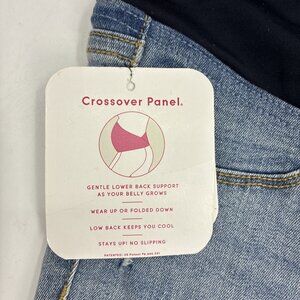 Crossover Panel.
GENTLE LOWER BACK SUPPORT
AS YOUR BELLY GROWS
WEAR UP OR FOLDED DOWN
LOW BACK KEEPS YOU COOL
STAYS UP! NO SLIPPING